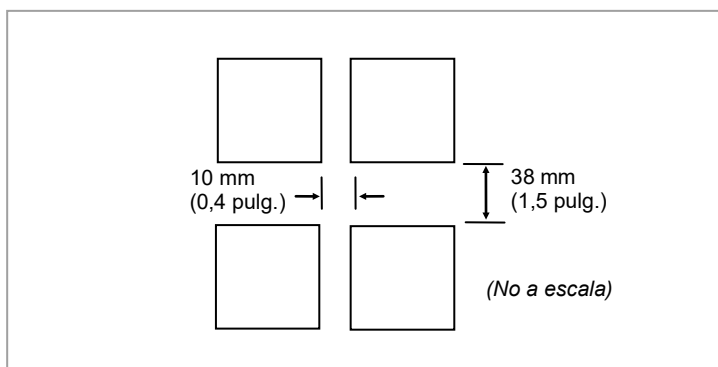 10 mm
(0,4 pulg.)
38 mm
(1,5 pulg.)
(No a escala)